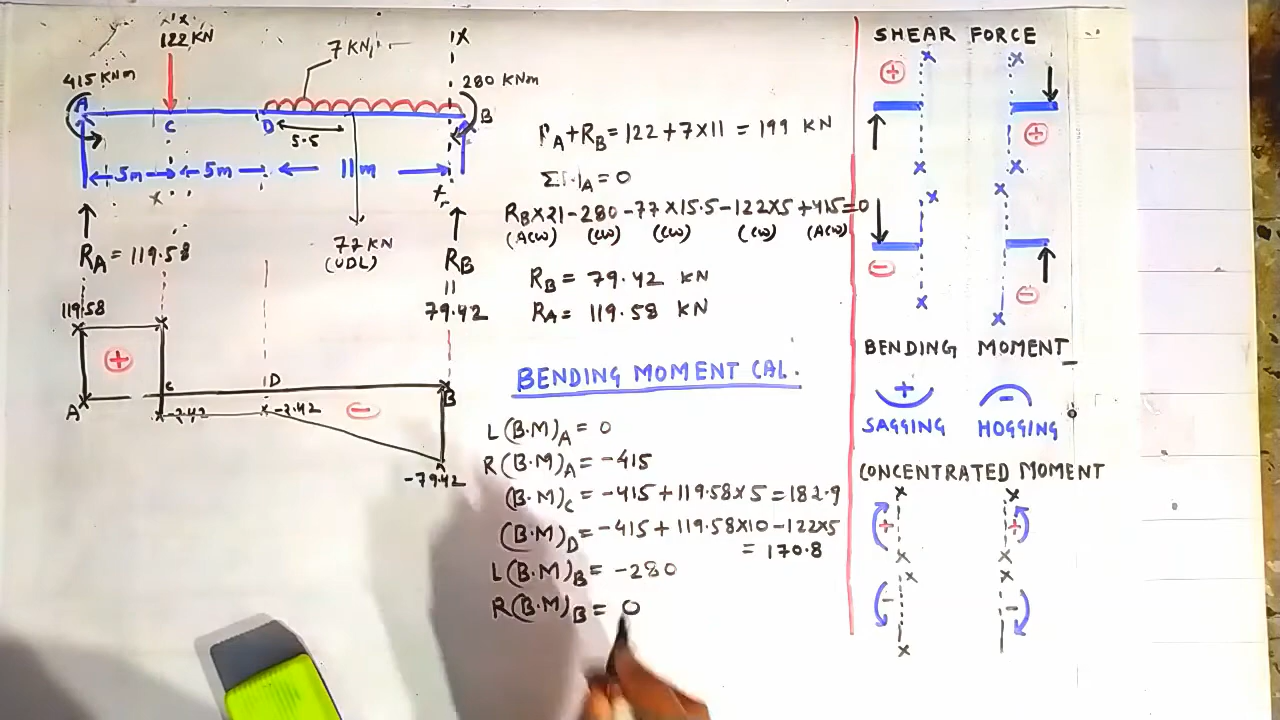 122 KN
7 KN/
X
415 KNm
280 KNm
A
C
D
B
5.5
5m
5m
11m
77 KN
(UDL)
RA = 119.58
RB
79.42
119.58
+
A
C
D
B
-2.42
-2.42
-
-79.42
+ RB = 122 + 7 × 11 = 199 KN
A = 0
RB × 21 - 280 - 77 × 15.5 - 122 × 5 + 415 = 0
(ACW) (CW) (CW) (CW) (ACW)
RB = 79.42 KN
RA = 119.58 KN
BENDING MOMENT CAL.
L(B.M)A = 0
R(B.M)A = -415
(B.M)C = -415 + 119.58 × 5 = 182.9
(B.M)D = -415 + 119.58 × 10 - 122 × 5
= 170.8
L(B.M)B = -280
R(B.M)B = 0
SHEAR FORCE
+
+
-
-
BENDING MOMENT
+ -
SAGGING HOGGING
CONCENTRATED MOMENT
+ +
- -